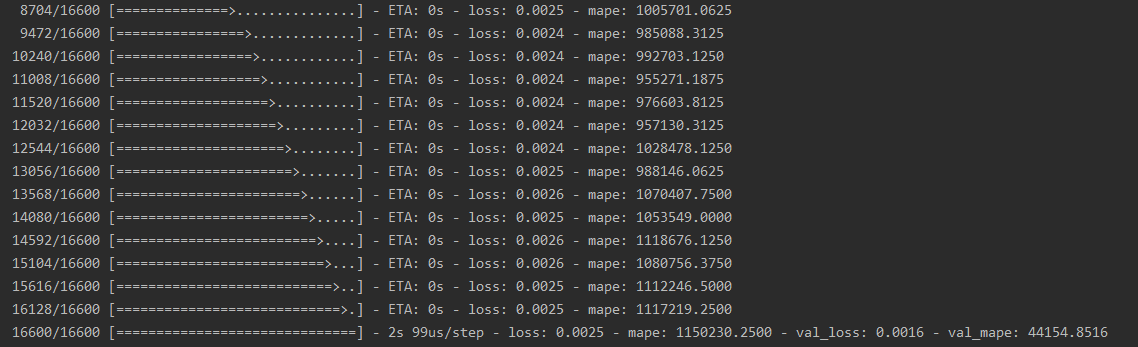 8704/16600 [==============>...............] - ETA: 0s - loss: 0.0025 - mape: 1005701.0625
9472/16600 [================>.............] - ETA: 0s - loss: 0.0024 - mape: 985088.3125
10240/16600 [=================>............] - ETA: 0s - loss: 0.0024 - mape: 992703.1250
11008/16600 [==================>...........] - ETA: 0s - loss: 0.0024 - mape: 955271.1875
11520/16600 [===================>..........] - ETA: 0s - loss: 0.0024 - mape: 976603.8125
12032/16600 [====================>.........] - ETA: 0s - loss: 0.0024 - mape: 957130.3125
12544/16600 [=====================>........] - ETA: 0s - loss: 0.0024 - mape: 1028478.1250
13056/16600 [======================>.......] - ETA: 0s - loss: 0.0025 - mape: 988146.0625
13568/16600 [=======================>......] - ETA: 0s - loss: 0.0026 - mape: 1070407.7500
14080/16600 [========================>.....] - ETA: 0s - loss: 0.0025 - mape: 1053549.0000
14592/16600 [=========================>....] - ETA: 0s - loss: 0.0026 - mape: 1118676.1250
15104/16600 [==========================>...] - ETA: 0s - loss: 0.0026 - mape: 1080756.3750
15616/16600 [===========================>..] - ETA: 0s - loss: 0.0025 - mape: 1112246.5000
16128/16600 [============================>.] - ETA: 0s - loss: 0.0025 - mape: 1117219.2500
16600/16600 [==============================] - 2s 99us/step - loss: 0.0025 - mape: 1150230.2500 - val_loss: 0.0016 - val_mape: 44154.8516